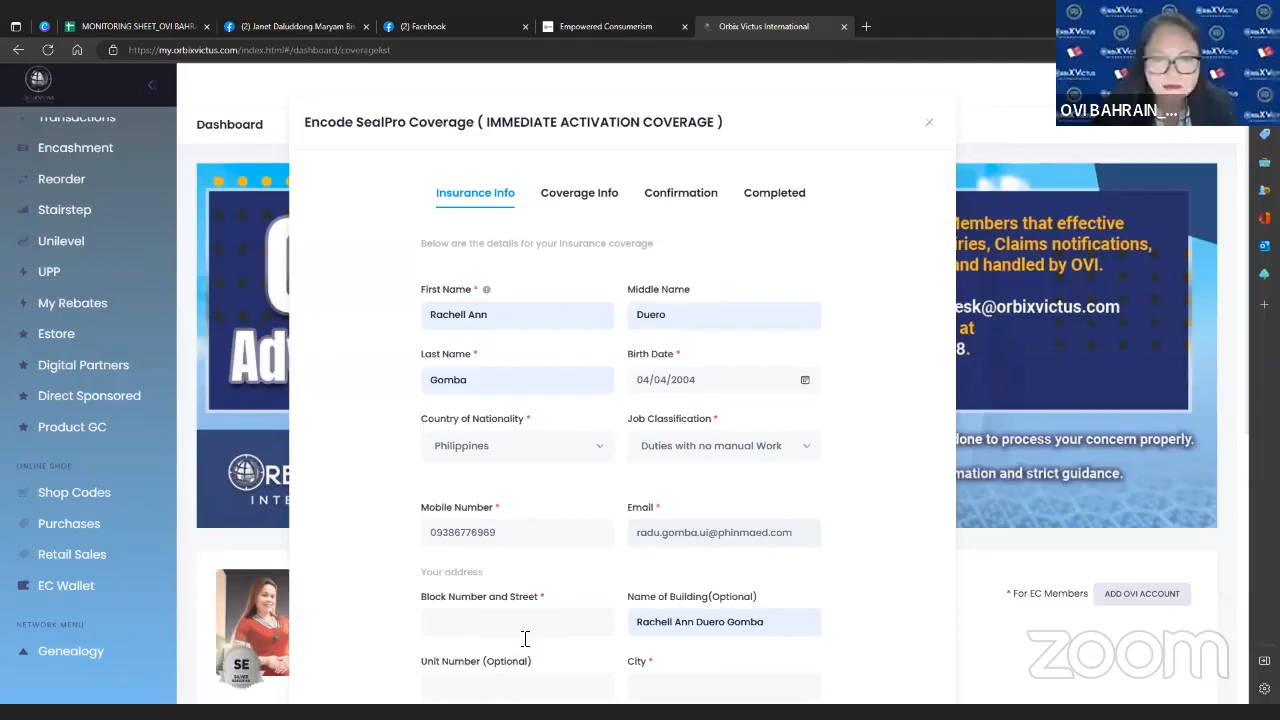 MONITORING SHEET_OVI BAHRA
(2) Janet Daluddong Maryam Bi
(2) Facebook
Empowered Consumerism
Orbix Victus International
https://my.orbixvictus.com/index.html#/dashboard/coveragelist
OVI BAHRAIN_...
Transactions
Encashment
Stairstep
Unilevel
UPP
My Rebates
Estore
Digital Parteres
Direct Sponsored
Product GC
ONLINE SHOP
Shop Codes
Purchases
Retail Sales
EC Wallet
NETWORK MENU
Genealogy
Dashboard
Encode SealPro Coverage ( IMMEDIATE ACTIVATION COVERAGE )
Insurance Info
Coverage Info
Confirmation
Completed
Below are the details for your Insurance coverage
First Name *
Middle Name
Rachell Ann
Duero
Last Name *
Birth Date *
Gomba
04/04/2004
Country of Nationality *
Job Classification *
Philippines
Duties with no manual Work
Mobile Number *
Email *
09386776969
radu.gomba.ui@phinmaed.com
Your address
Block Number and Street *
Name of Building(Optional)
Rachell Ann Duero Gomba
Unit Number (Optional)
City *
Members that effective
ries, Claims notifications,
and handled by OVI.
esk@orbixvictus.com
at
8.
done to process your concern properly.
mation and strict guidance.
Adv
INTE
SE
* For EC Members
ADD OVI ACCOUNT
zoom